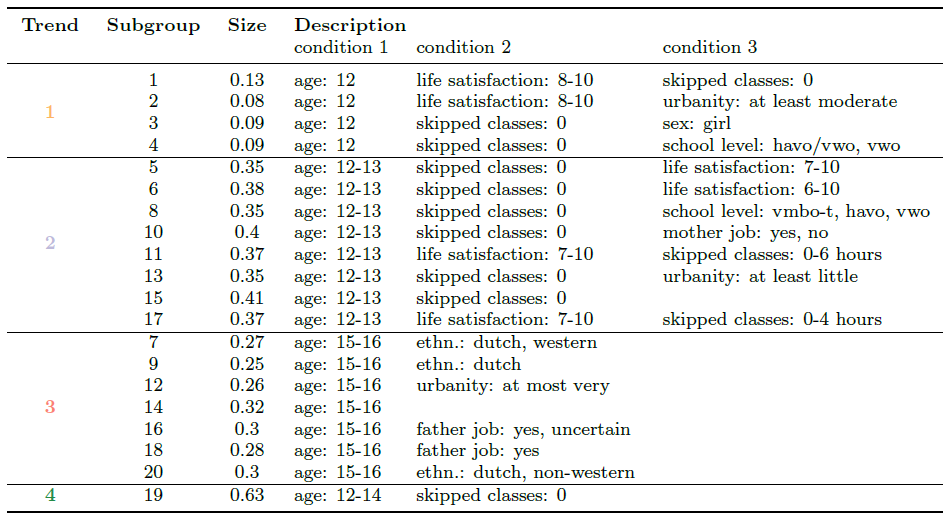 Trend Subgroup Size Description
condition 1 condition 2 condition 3
1 0.13 age: 12 life satisfaction: 8-10 skipped classes: 0
2 0.08 age: 12 life satisfaction: 8-10 urbanity: at least moderate
1
3 0.09 age: 12 skipped classes: 0 sex: girl
4 0.09 age: 12 skipped classes: 0 school level: havo/vwo, vwo
5 0.35 age: 12-13 skipped classes: 0 life satisfaction: 7-10
6 0.38 age: 12-13 skipped classes: 0 life satisfaction: 6-10
8 0.35 age: 12-13 skipped classes: 0 school level: vmbo-t, havo, vwo
10 0.4 age: 12-13 skipped classes: 0 mother job: yes, no
2
11 0.37 age: 12-13 life satisfaction: 7-10 skipped classes: 0-6 hours
13 0.35 age: 12-13 skipped classes: 0 urbanity: at least little
15 0.41 age: 12-13 skipped classes: 0
17 0.37 age: 12-13 life satisfaction: 7-10 skipped classes: 0-4 hours
7 0.27 age: 15-16 ethn.: dutch, western
9 0.25 age: 15-16 ethn.: dutch
12 0.26 age: 15-16 urbanity: at most very
3 14 0.32 age: 15-16
16 0.3 age: 15-16 father job: yes, uncertain
18 0.28 age: 15-16 father job: yes
20 0.3 age: 15-16 ethn.: dutch, non-western
4 19 0.63 age: 12-14 skipped classes: 0